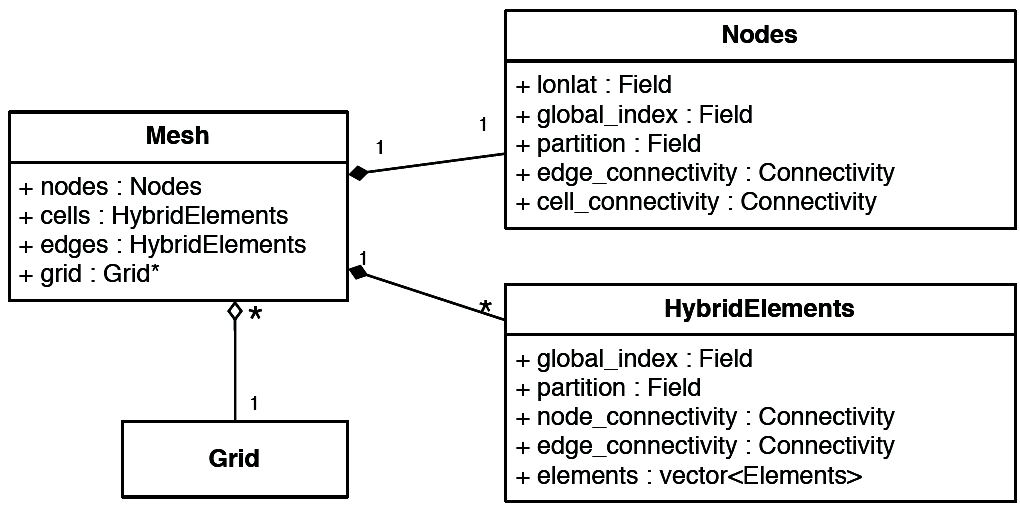 Nodes
+ lonlat : Field
+ global_index : Field
+ partition : Field
+ edge_connectivity : Connectivity
+ cell_connectivity : Connectivity
Mesh
+ nodes : Nodes
+ cells : HybridElements
+ edges : HybridElements
+ grid : Grid*
1
1
1
*
HybridElements
+ global_index : Field
+ partition : Field
+ node_connectivity : Connectivity
+ edge_connectivity : Connectivity
+ elements : vector<Elements>
*
1
Grid